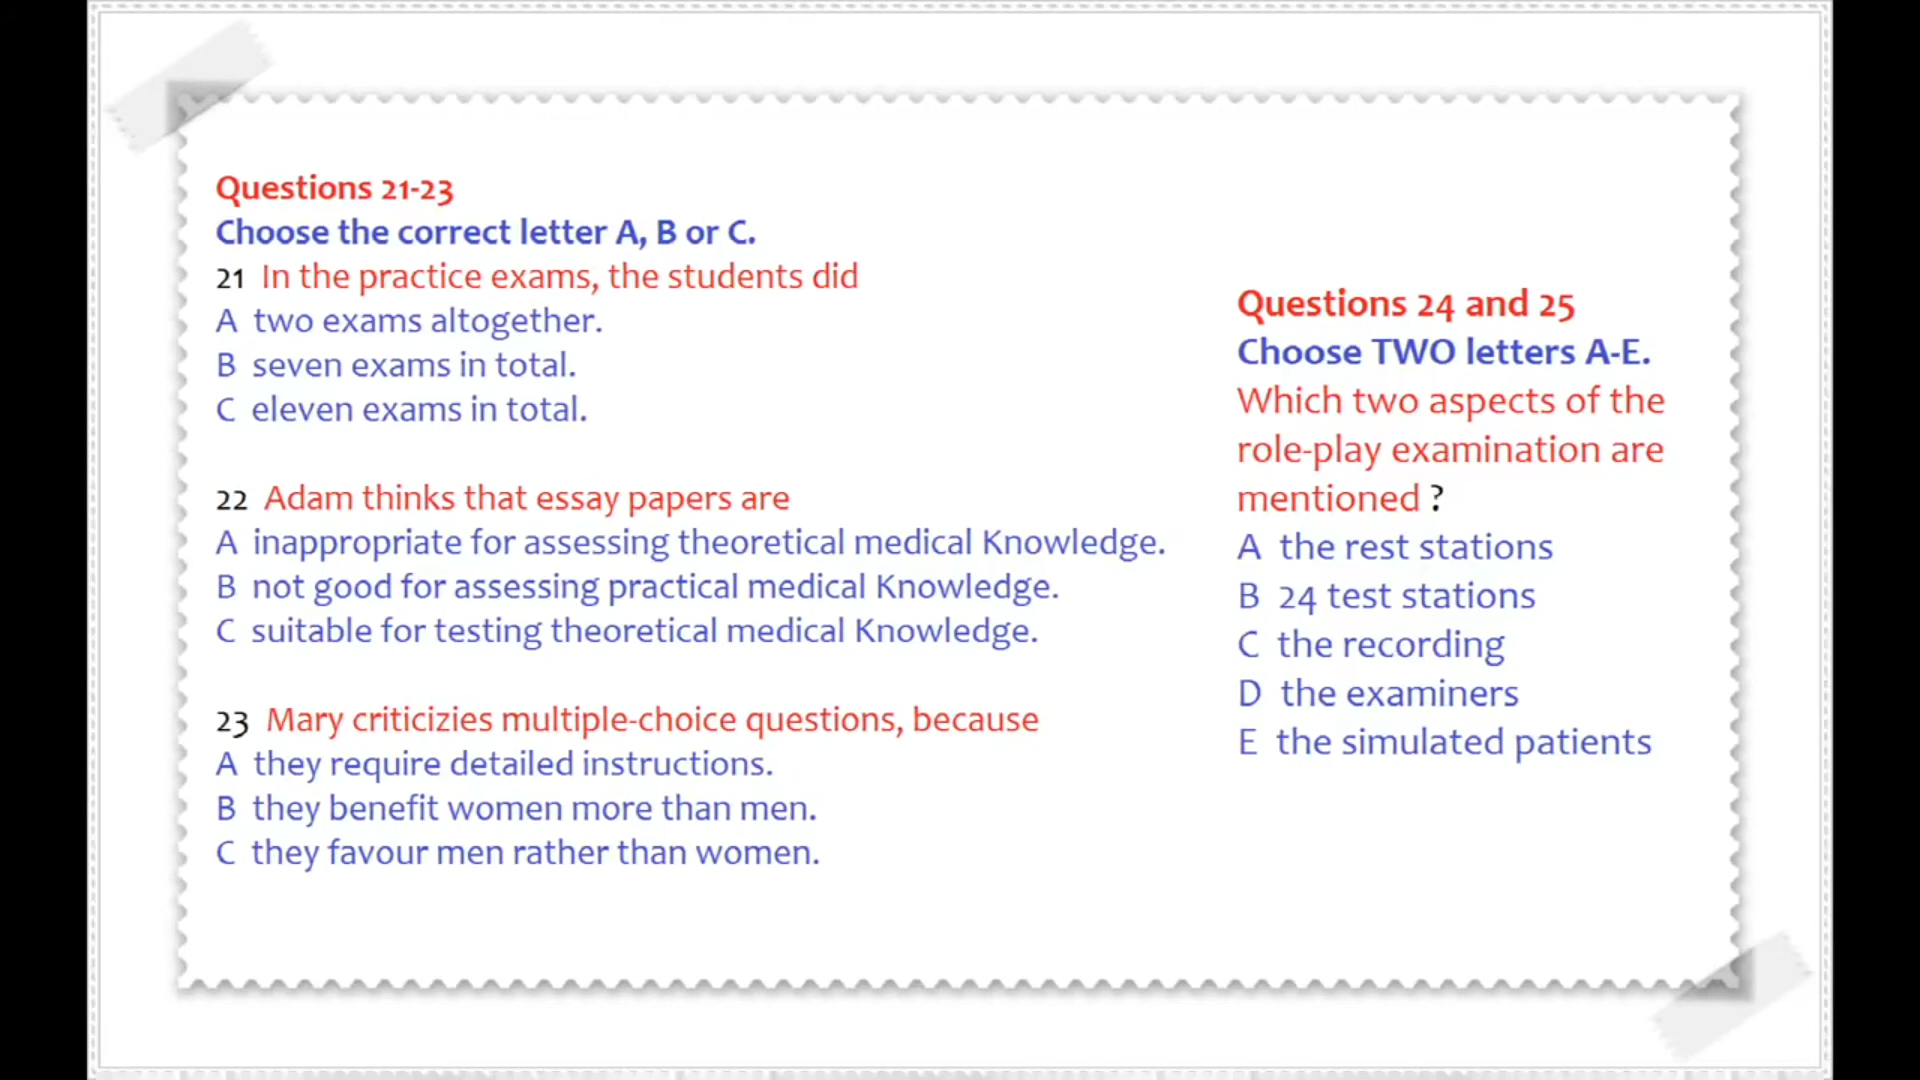 Questions 21-23
Choose the correct letter A, B or C.
21 In the practice exams, the students did
A two exams altogether.
B seven exams in total.
C eleven exams in total.
22 Adam thinks that essay papers are
A inappropriate for assessing theoretical medical Knowledge.
B not good for assessing practical medical Knowledge.
C suitable for testing theoretical medical Knowledge.
23 Mary criticizies multiple-choice questions, because
A they require detailed instructions.
B they benefit women more than men.
C they favour men rather than women.
Questions 24 and 25
Choose TWO letters A-E.
Which two aspects of the
role-play examination are
mentioned ?
A the rest stations
B 24 test stations
C the recording
D the examiners
E the simulated patients